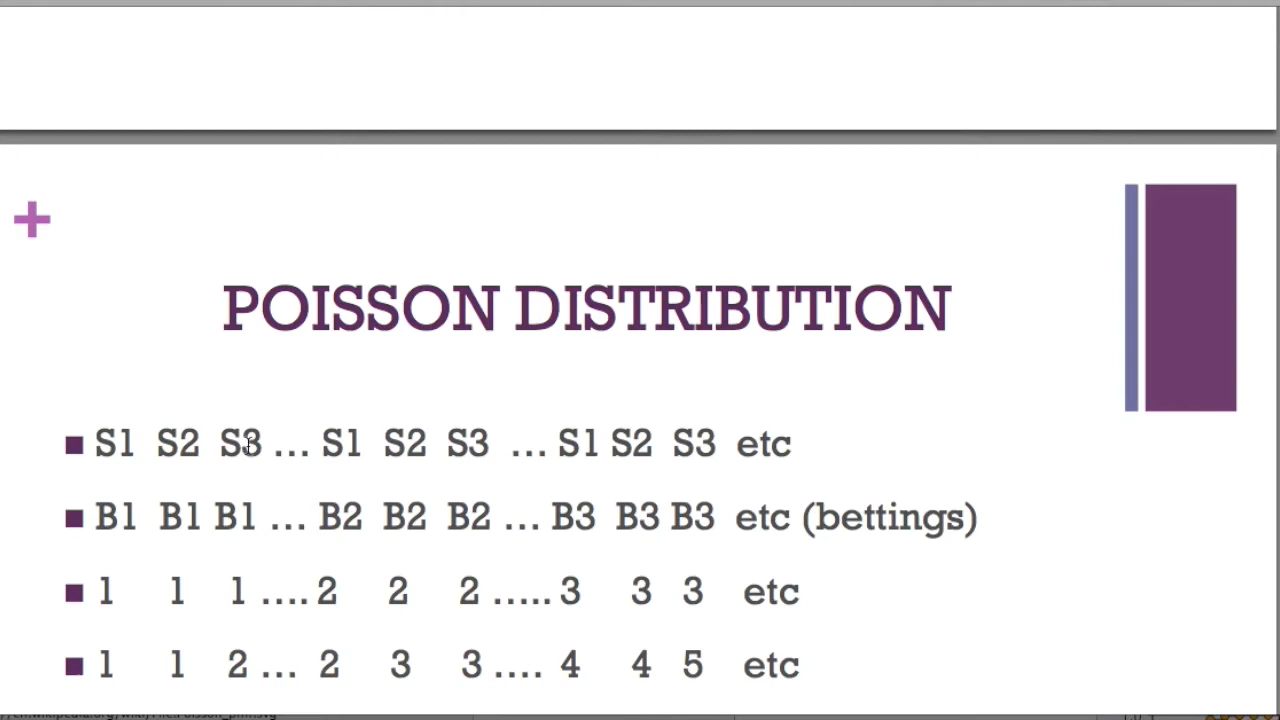 +
POISSON DISTRIBUTION
S1 S2 S3 … S1 S2 S3 … S1 S2 S3 etc
B1 B1 B1 … B2 B2 B2 … B3 B3 B3 etc (bettings)
1 1 1 …. 2 2 2 ….. 3 3 3 etc
1 1 2 … 2 3 3 …. 4 4 5 etc